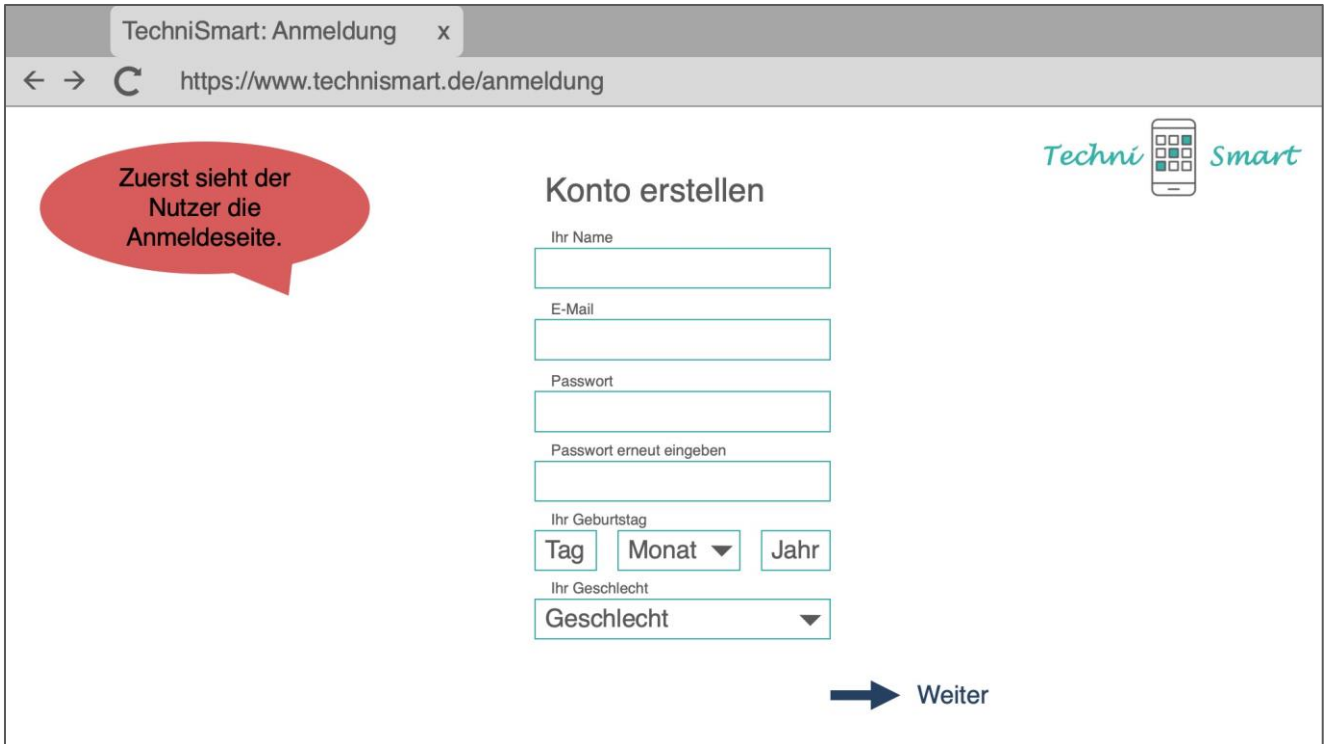 TechniSmart: Anmeldung x
https://www.technismart.de/anmeldung
Techni Smart
Zuerst sieht der
Nutzer die
Anmeldeseite.
Konto erstellen
Ihr Name
E-Mail
Passwort
Passwort erneut eingeben
Ihr Geburtstag
Tag Monat Jahr
Ihr Geschlecht
Geschlecht
Weiter